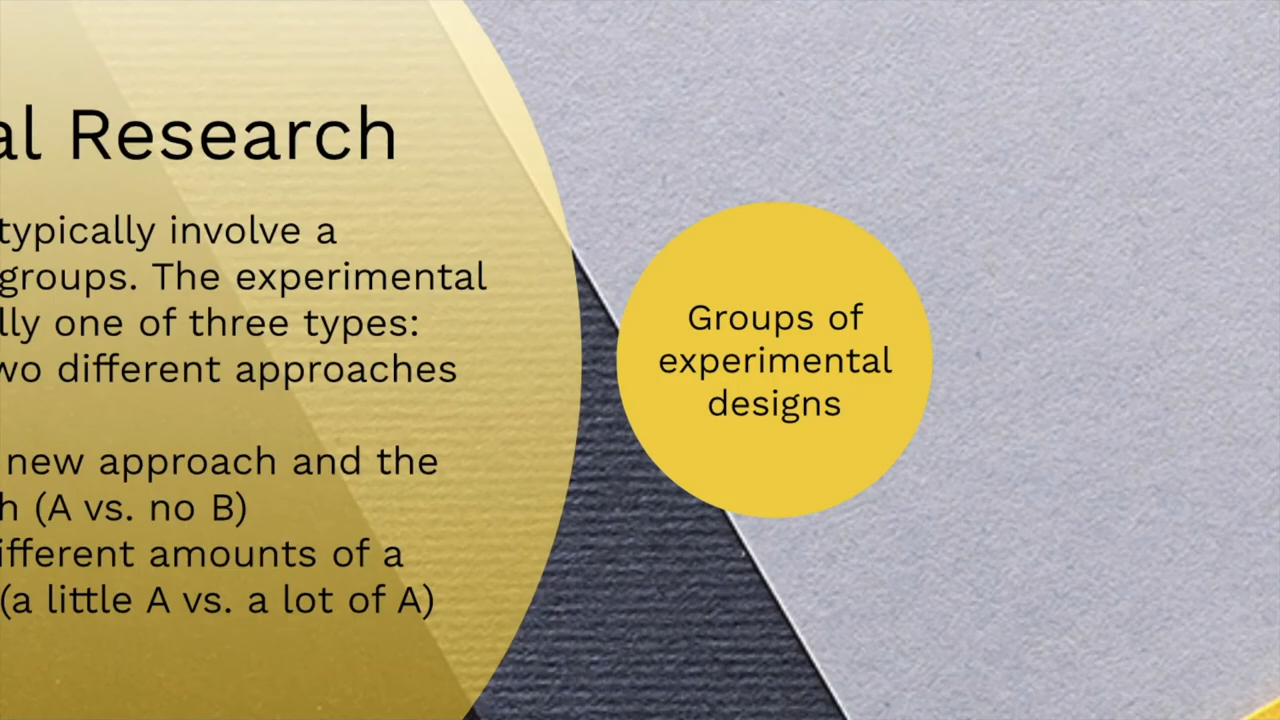 al Research
typically involve a
groups. The experimental
lly one of three types:
wo different approaches
new approach and the
h (A vs. no B)
ifferent amounts of a
(a little A vs. a lot of A)
Groups of
experimental
designs